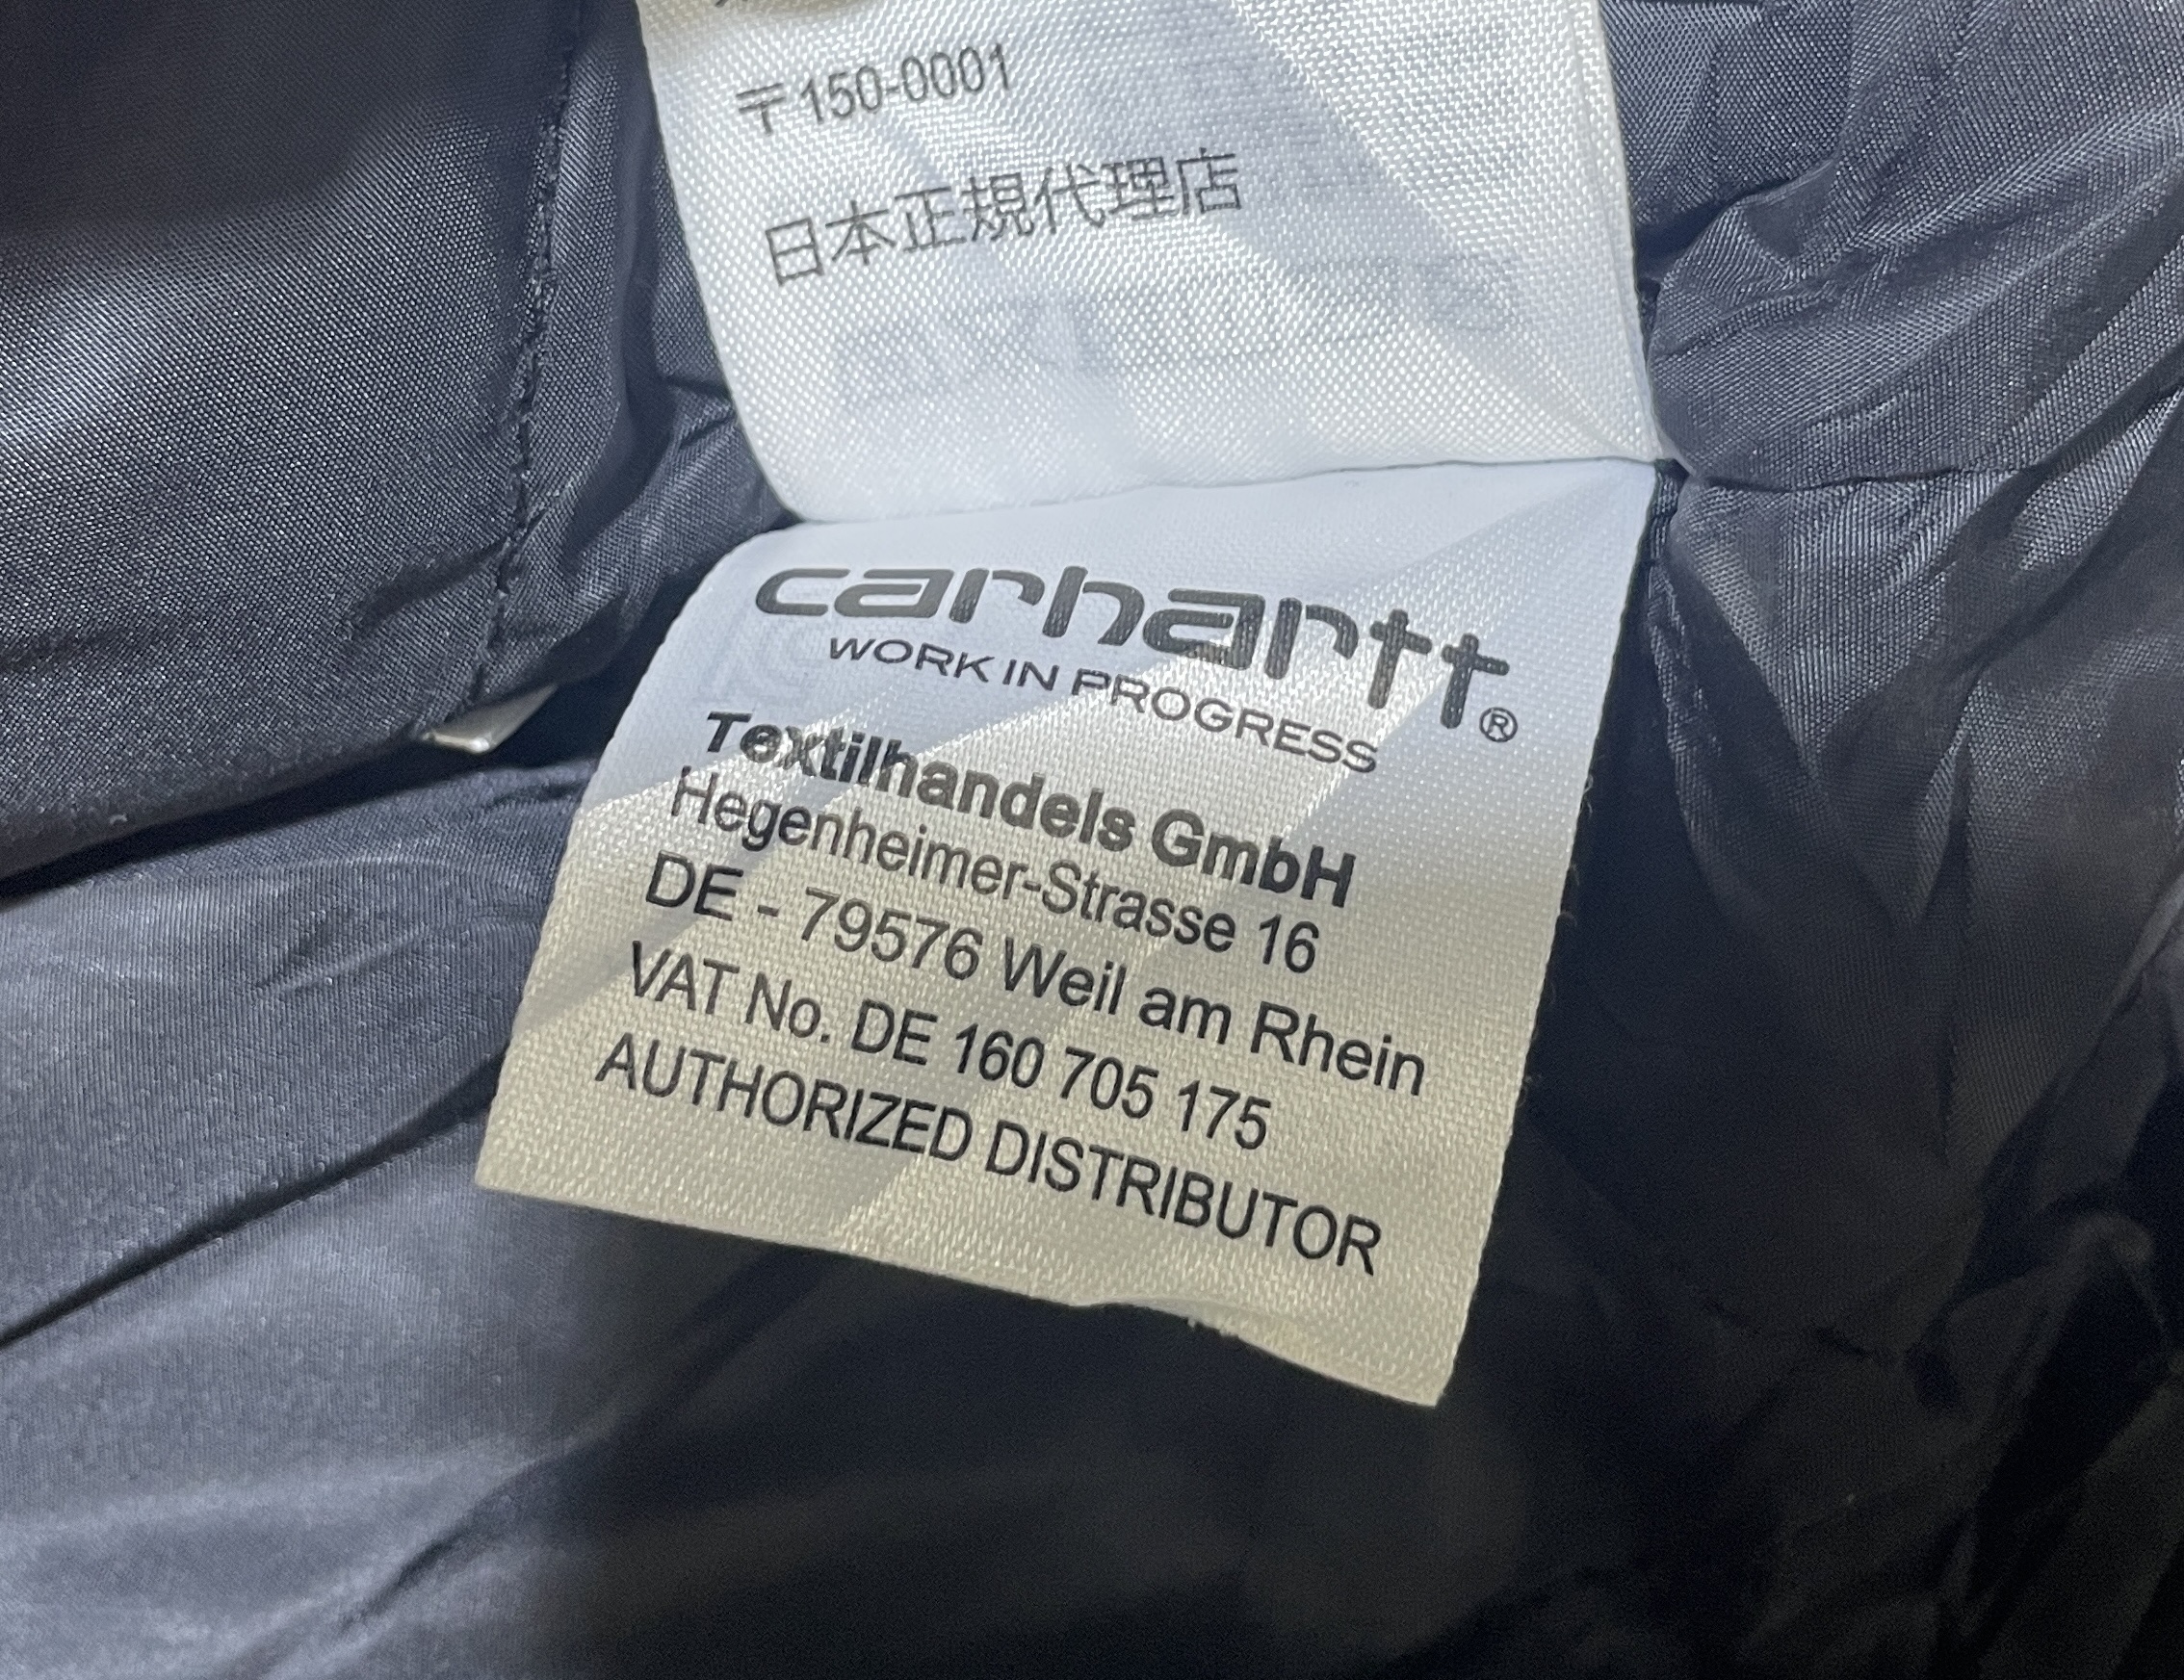 〒150-0001
日本正規代理店
carhartt®
WORK IN PROGRESS
Textilhandels GmbH
Hegenheimer-Strasse 16
DE - 79576 Weil am Rhein
VAT No. DE 160 705 175
AUTHORIZED DISTRIBUTOR